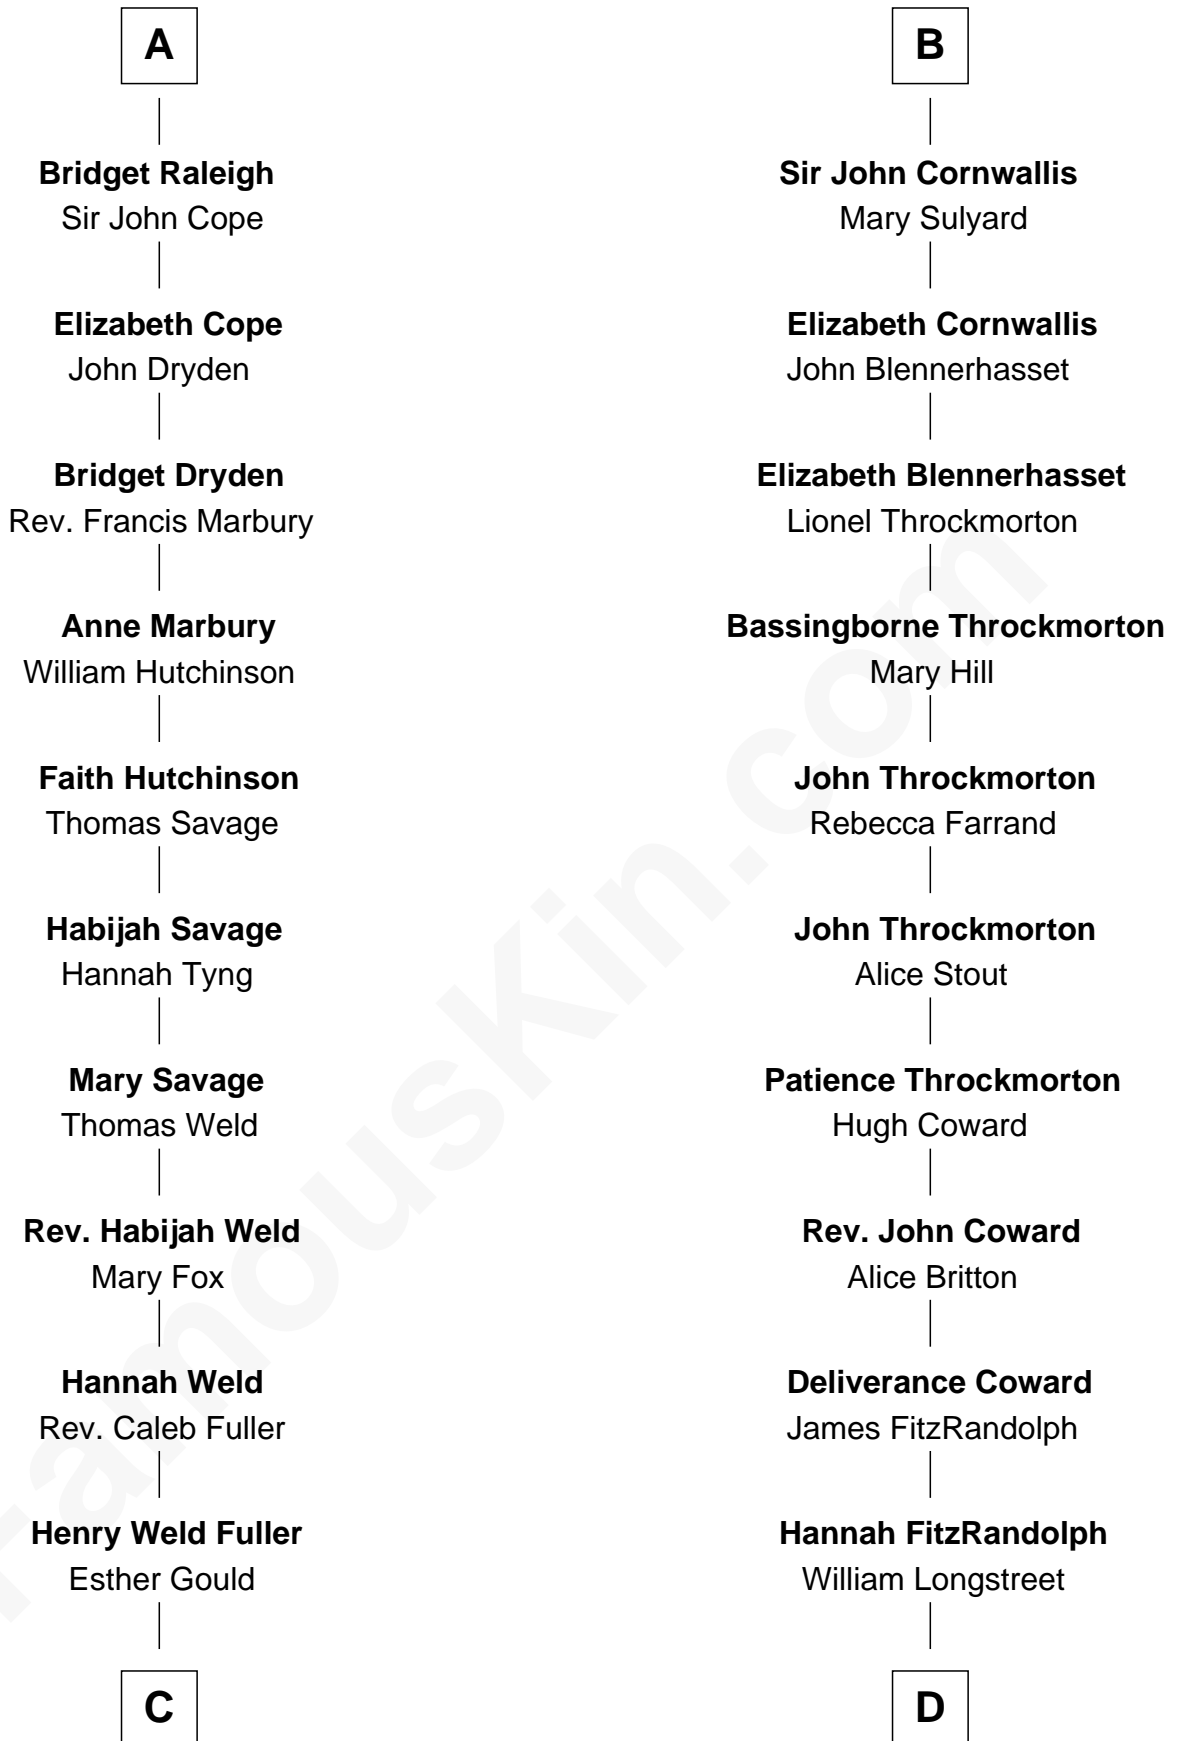 A
Bridget Raleigh
Sir John Cope
Elizabeth Cope
John Dryden
Bridget Dryden
Rev. Francis Marbury
Anne Marbury
William Hutchinson
Faith Hutchinson
Thomas Savage
Habijah Savage
Hannah Tyng
Mary Savage
Thomas Weld
Rev. Habijah Weld
Mary Fox
Hannah Weld
Rev. Caleb Fuller
Henry Weld Fuller
Esther Gould
C
B
Sir John Cornwallis
Mary Sulyard
Elizabeth Cornwallis
John Blennerhasset
Elizabeth Blennerhasset
Lionel Throckmorton
Bassingborne Throckmorton
Mary Hill
John Throckmorton
Rebecca Farrand
John Throckmorton
Alice Stout
Patience Throckmorton
Hugh Coward
Rev. John Coward
Alice Britton
Deliverance Coward
James FitzRandolph
Hannah FitzRandolph
William Longstreet
D
FamousKin.com